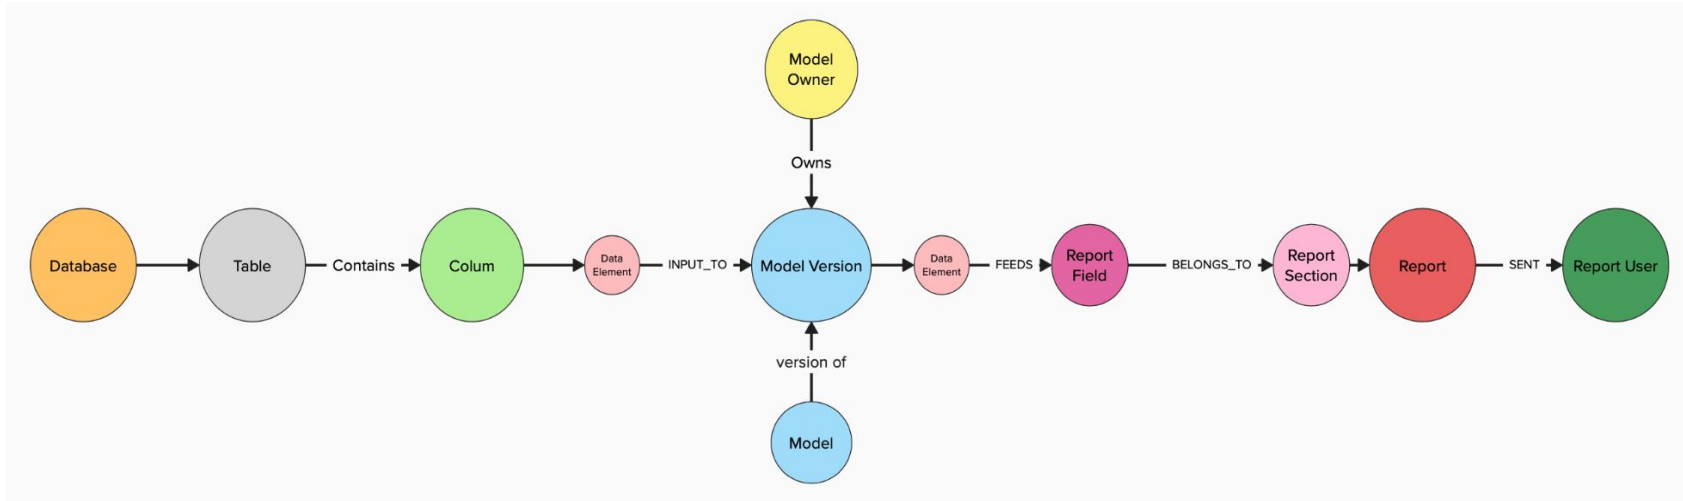 Model
Owner
Owns
Database
Table
Contains
Colum
Data
Element
INPUT_TO
Model Version
Data
Element
FEEDS
Report
Field
BELONGS_TO
Report
Section
Report
SENT
Report User
version of
Model